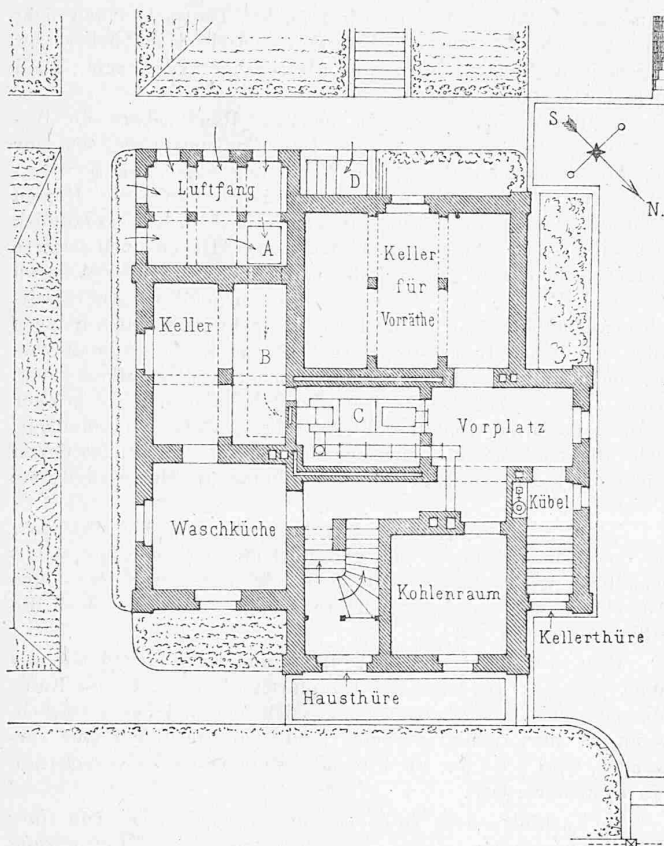 S.
N.
D
Luftfang
A
Keller
für
Vorräthe
Keller
B
C
Vorplatz
Kübel
Waschküche
Kohlenraum
Kellerthüre
Hausthüre